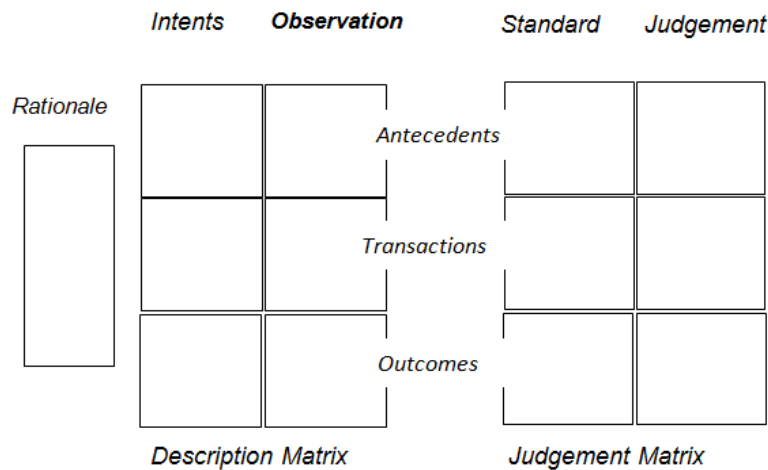 Intents Observation Standard Judgement
Rationale
Antecedents
Transactions
Outcomes
Description Matrix Judgement Matrix